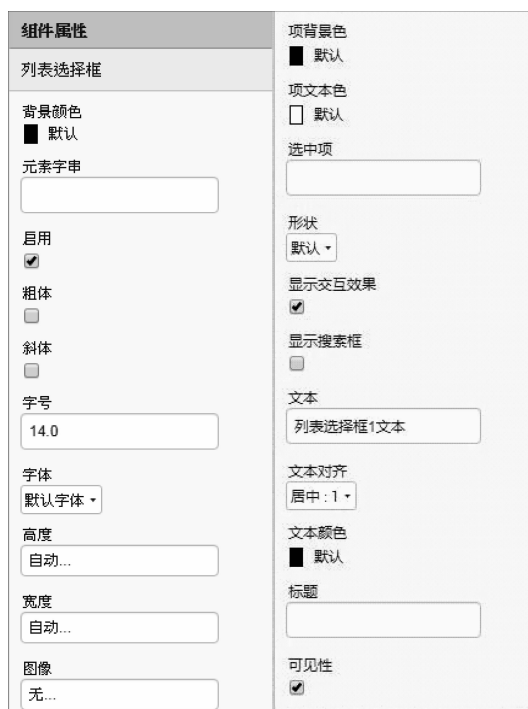 组件属性
列表选择框
背景颜色
默认
元素字串
启用
粗体
斜体
字号
14.0
字体
默认字体
高度
自动...
宽度
自动...
图像
无...
项背景色
默认
项文本色
默认
选中项
形状
默认
显示交互效果
显示搜索框
文本
列表选择框1文本
文本对齐
居中 : 1
文本颜色
默认
标题
可见性